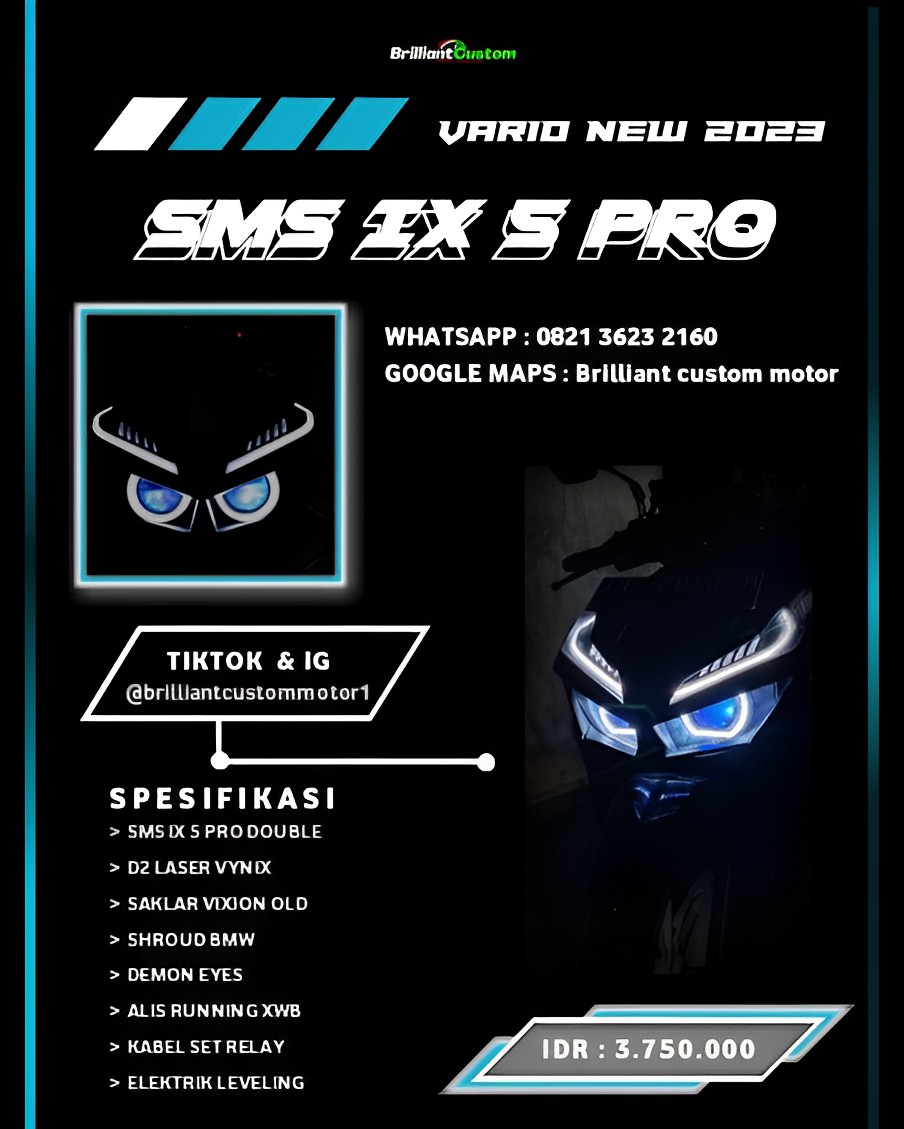 BrilliantCustom
VARIO NEW 2023
SMS IX 5 PRO
WHATSAPP : 0821 3623 2160
GOOGLE MAPS : Brilliant custom motor
TIKTOK & IG
@brilliantcustommotor1
SPESIFIKASI
> SMS IX 5 PRO DOUBLE
> D2 LASER VYNIX
> SAKLAR VIXION OLD
> SHROUD BMW
> DEMON EYES
> ALIS RUNNING XWB
> KABEL SET RELAY
> ELEKTRIK LEVELING
IDR : 3.750.000